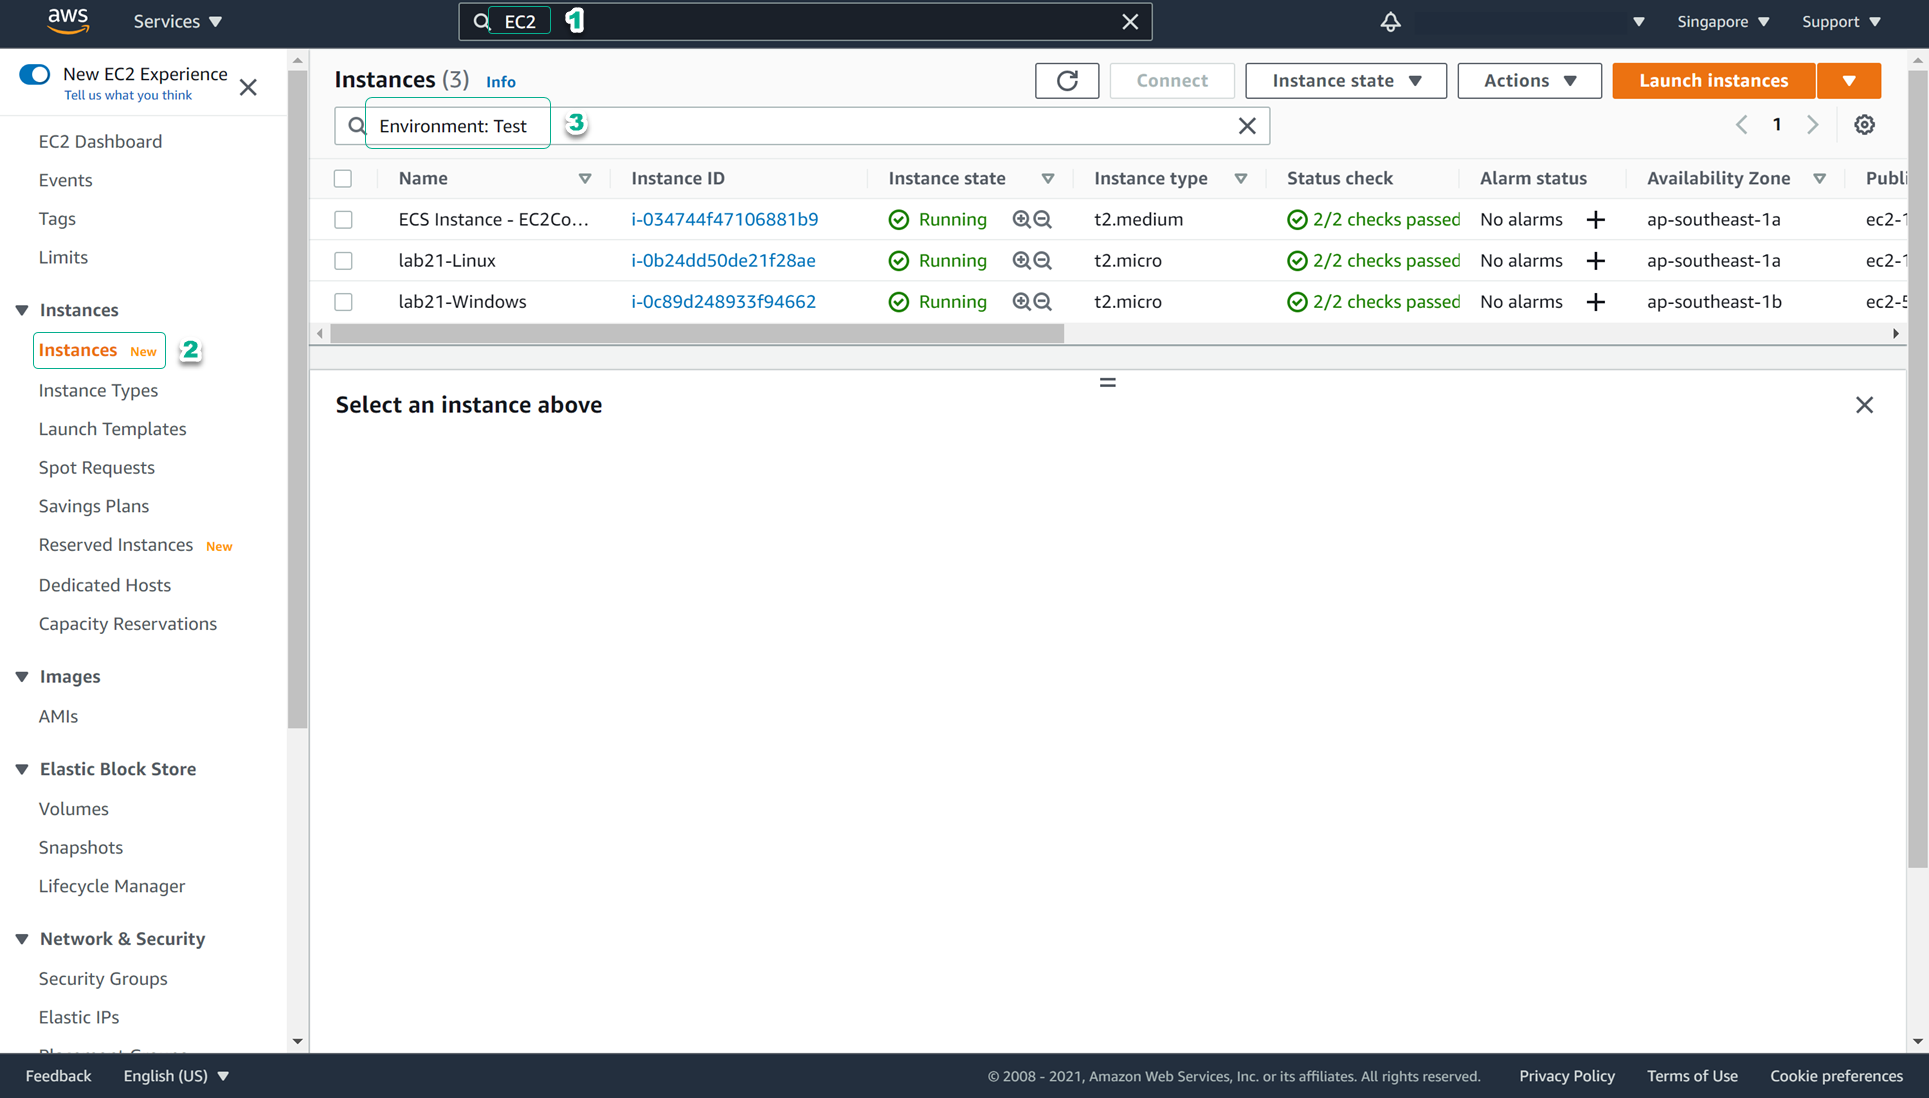 aws Services EC2 1 Singapore Support
New EC2 Experience
Tell us what you think
EC2 Dashboard
Events
Tags
Limits
Instances
Instances New 2
Instance Types
Launch Templates
Spot Requests
Savings Plans
Reserved Instances New
Dedicated Hosts
Capacity Reservations
Images
AMIs
Elastic Block Store
Volumes
Snapshots
Lifecycle Manager
Network & Security
Security Groups
Elastic IPs
Instances (3) Info Connect Instance state Actions Launch instances
Environment: Test 3 1
Name Instance ID Instance state Instance type Status check Alarm status Availability Zone Publi
ECS Instance - EC2Co... i-034744f47106881b9 Running t2.medium 2/2 checks passed No alarms ap-southeast-1a ec2-1
lab21-Linux i-0b24dd50de21f28ae Running t2.micro 2/2 checks passed No alarms ap-southeast-1a ec2-1
lab21-Windows i-0c89d248933f94662 Running t2.micro 2/2 checks passed No alarms ap-southeast-1b ec2-5
Select an instance above
Feedback English (US) © 2008 - 2021, Amazon Web Services, Inc. or its affiliates. All rights reserved. Privacy Policy Terms of Use Cookie preferences